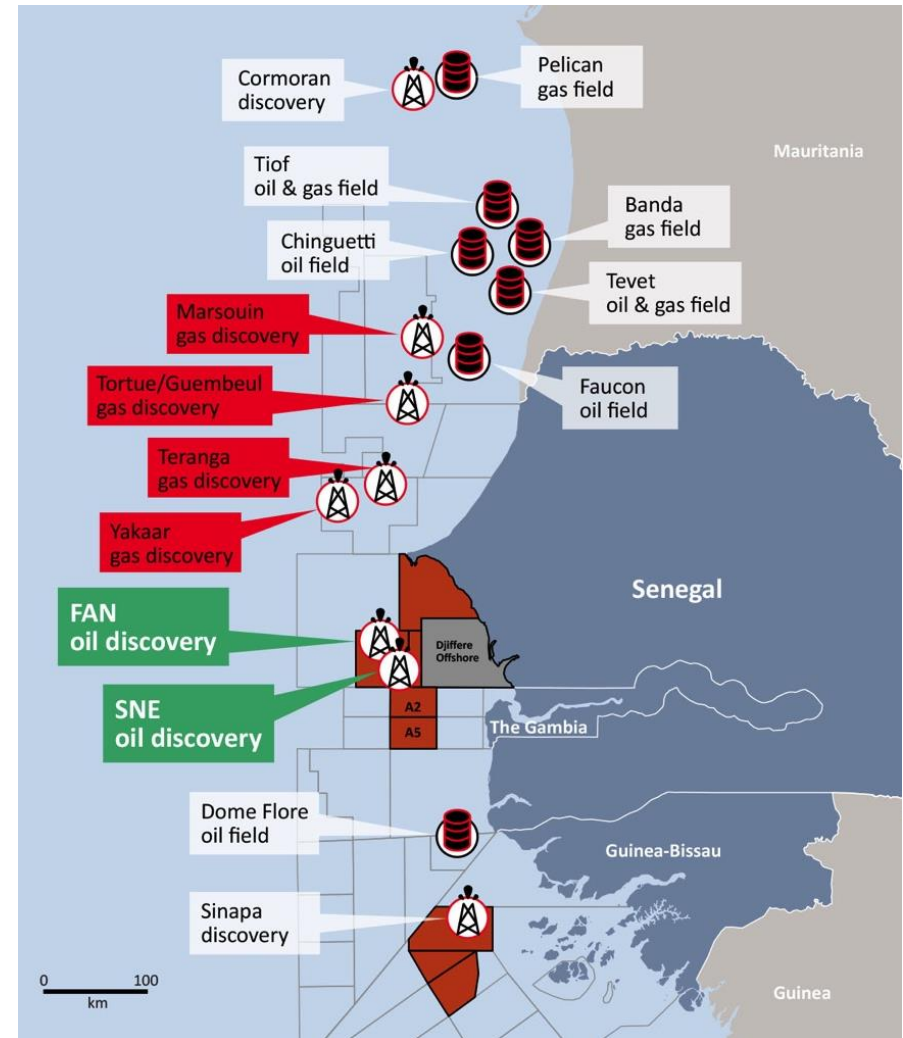 Cormoran
discovery
Pelican
gas field
Mauritania
Tiof
oil & gas field
Banda
gas field
Chinguetti
oil field
Tevet
oil & gas field
Marsouin
gas discovery
Tortue/Guembeul
gas discovery
Faucon
oil field
Teranga
gas discovery
Yakaar
gas discovery
Senegal
FAN
oil discovery
Djiffere
Offshore
SNE
oil discovery
A2
A5
The Gambia
Dome Flore
oil field
Guinea-Bissau
Sinapa
discovery
0 100
km
Guinea